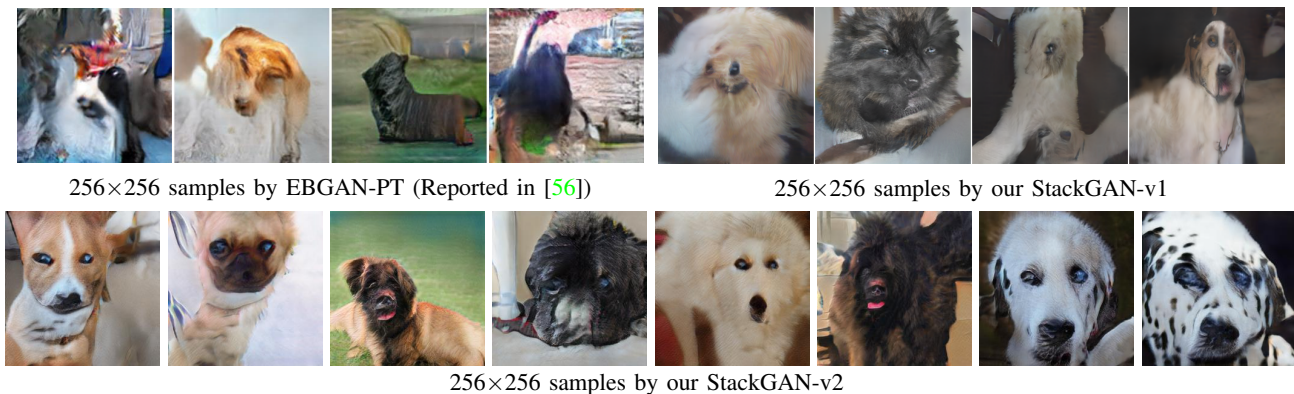 256×256 samples by EBGAN-PT (Reported in [56])
256×256 samples by our StackGAN-v1
256×256 samples by our StackGAN-v2